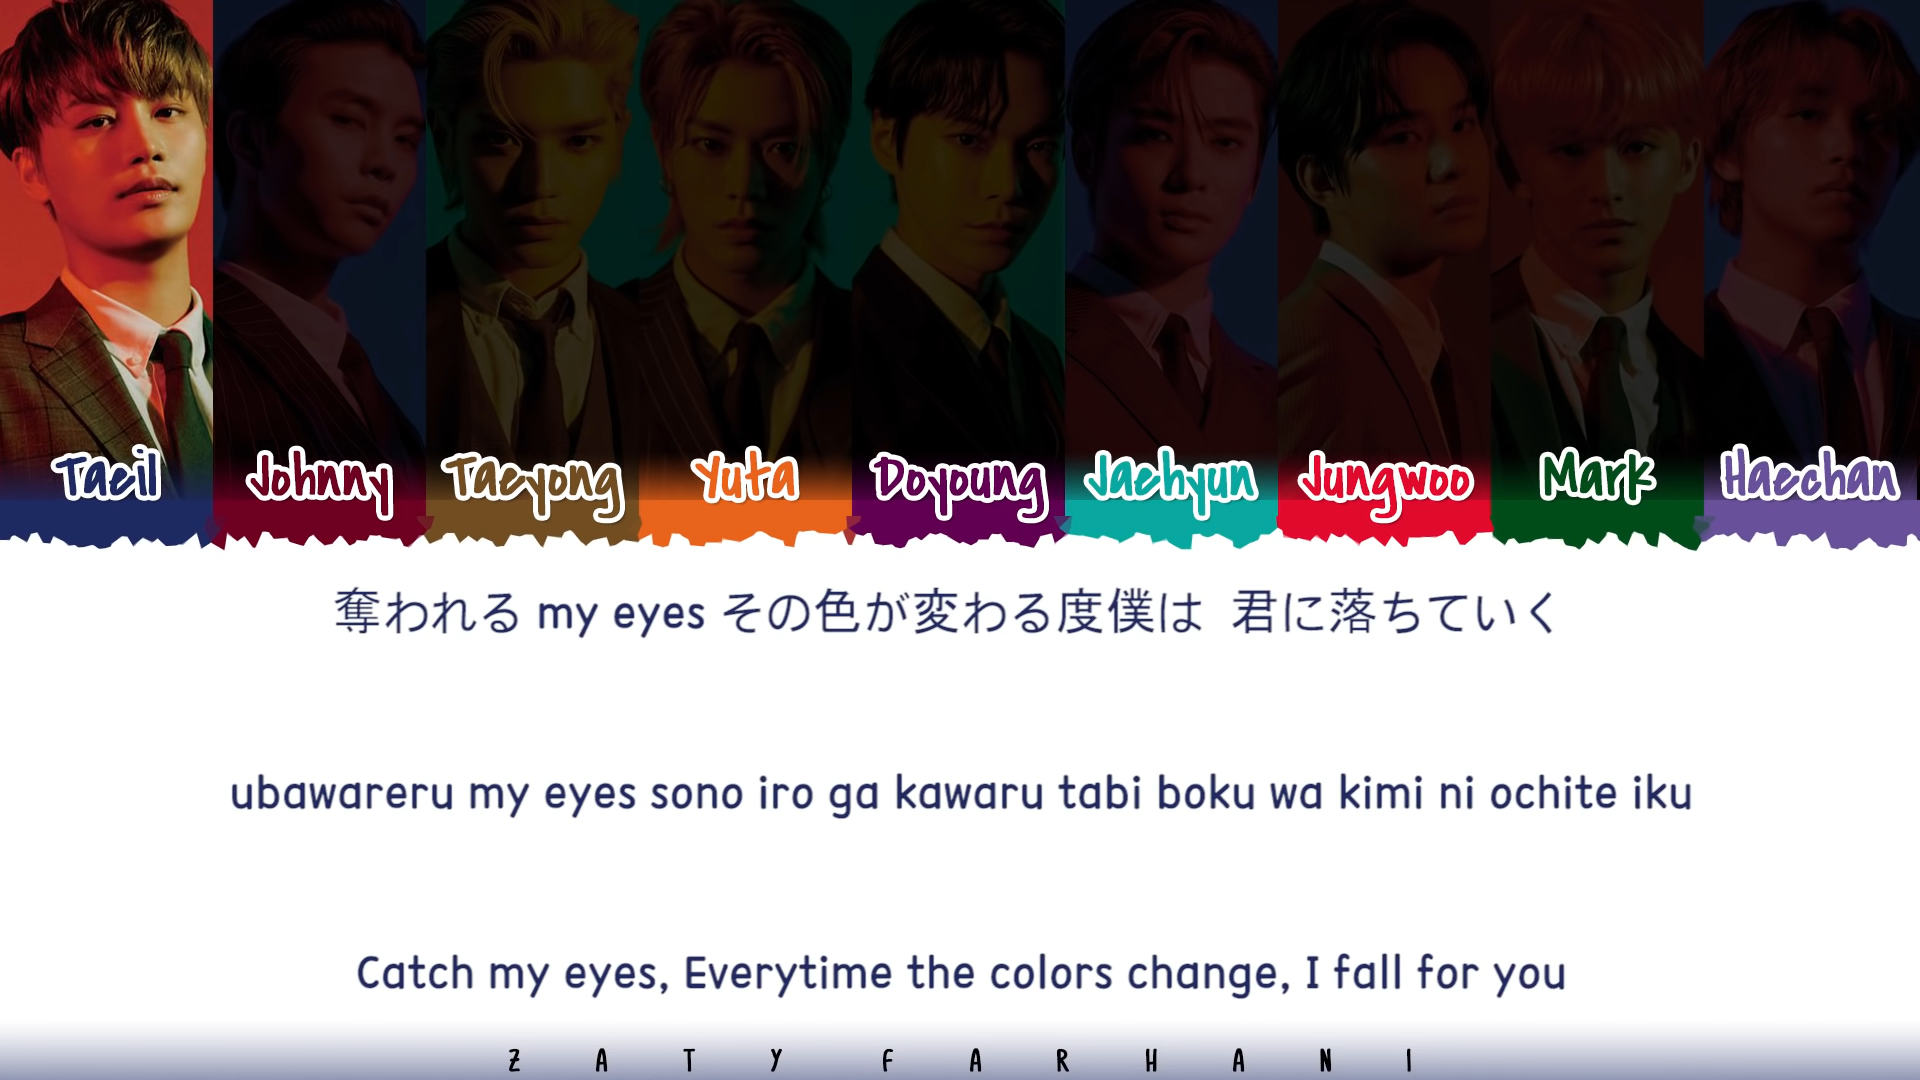 Taeil Johnny Taeyong Yuta Doyoung Jaehyun Jungwoo Mark Haechan
奪われる my eyes その色が変わる度僕は 君に落ちていく
ubawareru my eyes sono iro ga kawaru tabi boku wa kimi ni ochite iku
Catch my eyes, Everytime the colors change, I fall for you
ZATY FARHANI